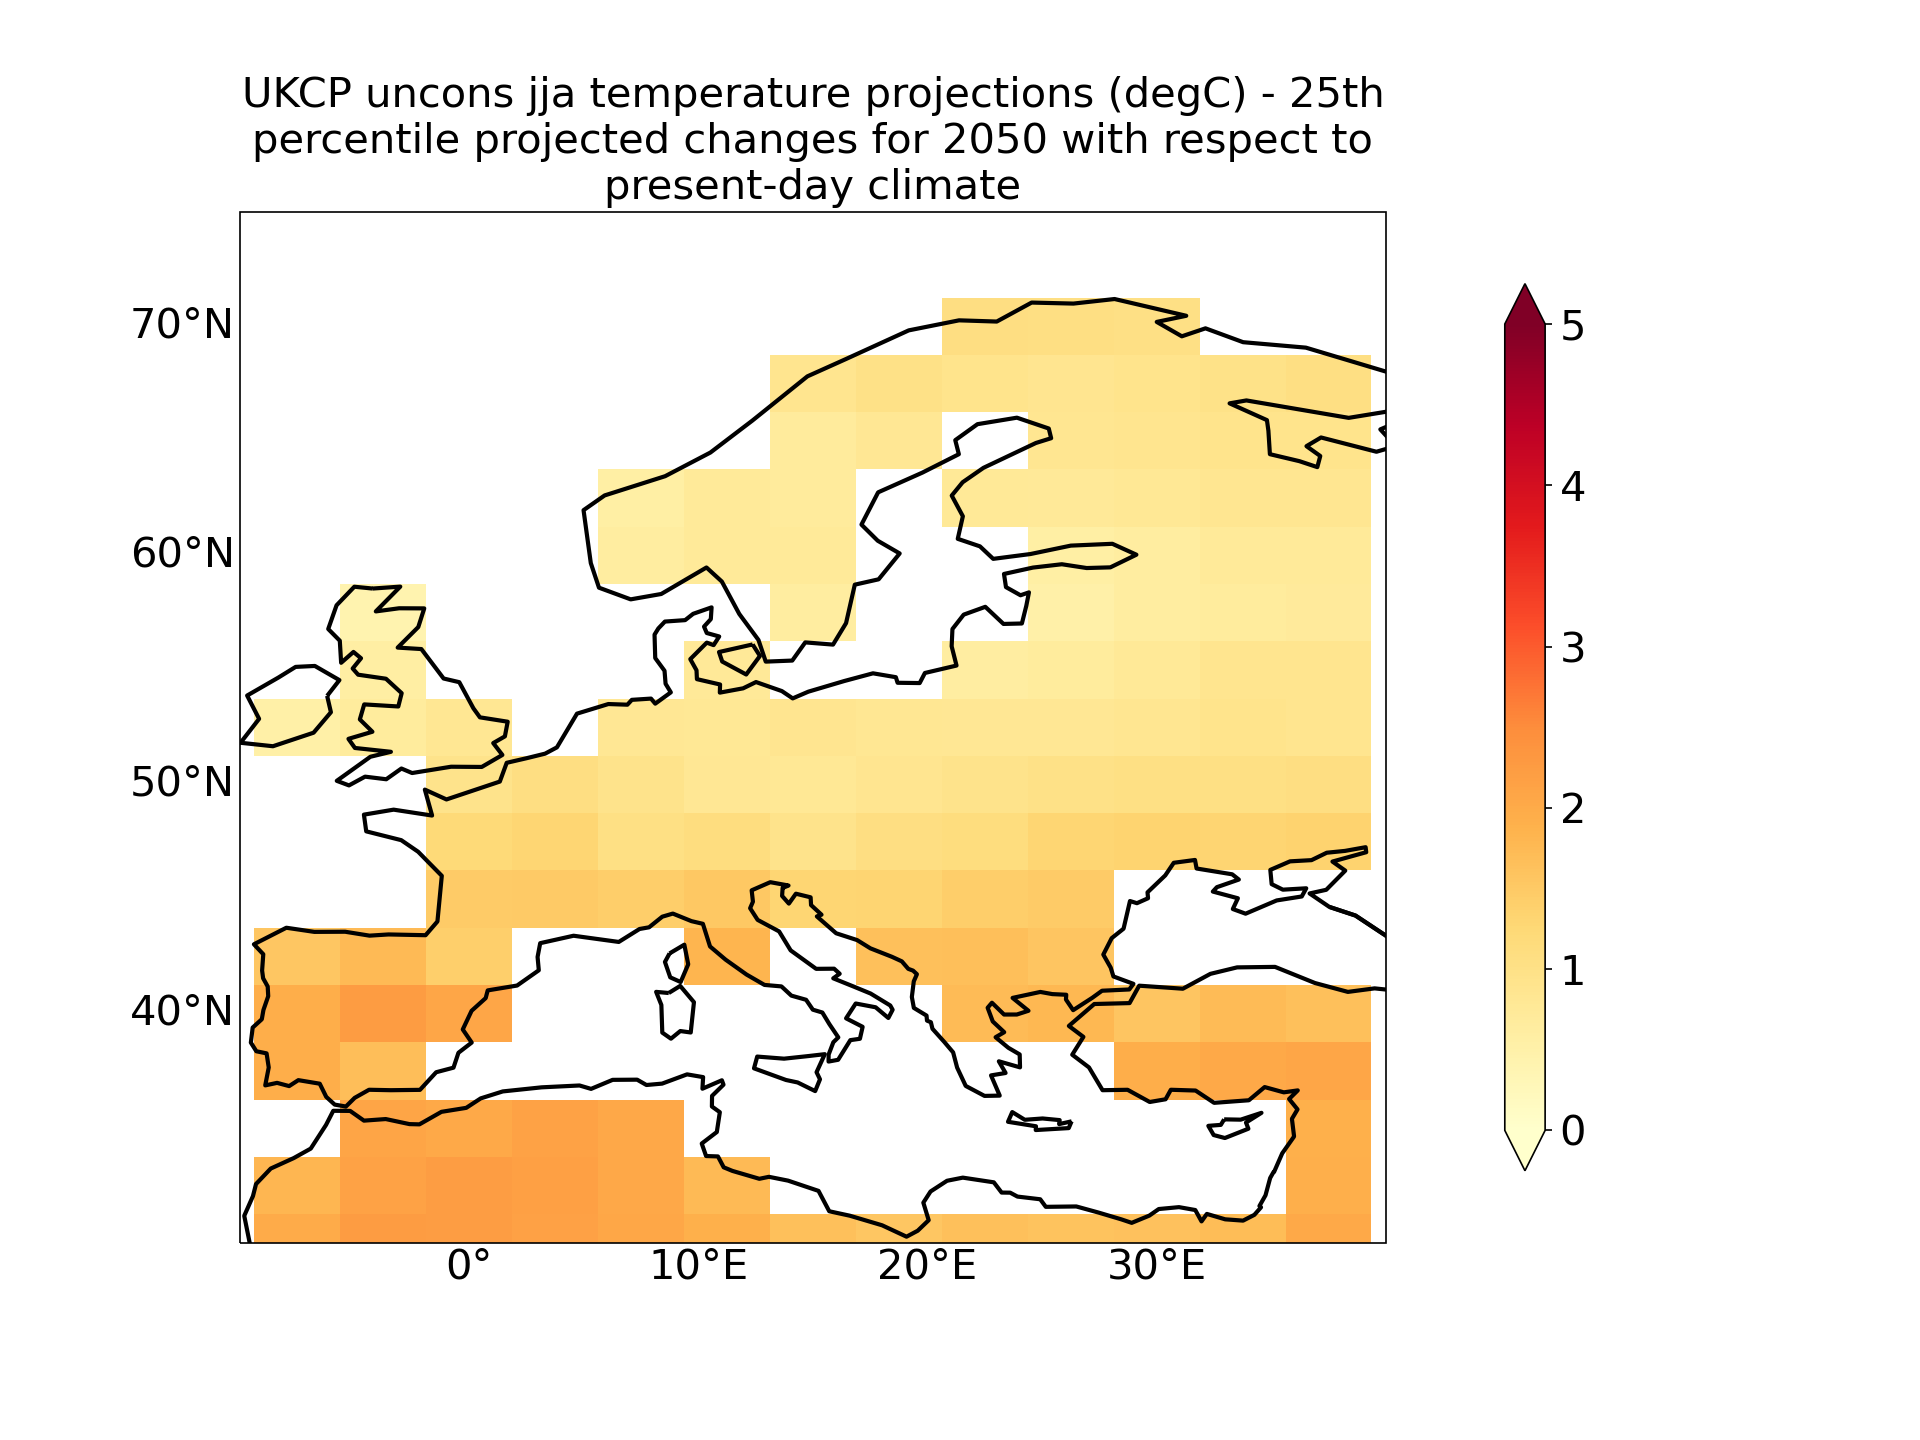 UKCP uncons jja temperature projections (degC) - 25th
percentile projected changes for 2050 with respect to
present-day climate
70°N
60°N
50°N
40°N
0°
10°E
20°E
30°E
5
4
3
2
1
0